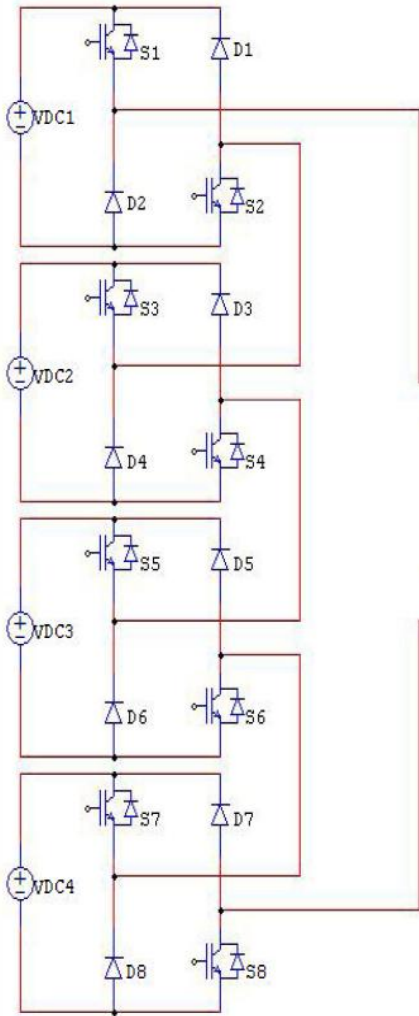 S1 D1
VDC1
D2 S2
S3 D3
VDC2
D4 S4
S5 D5
VDC3
D6 S6
S7 D7
VDC4
D8 S8